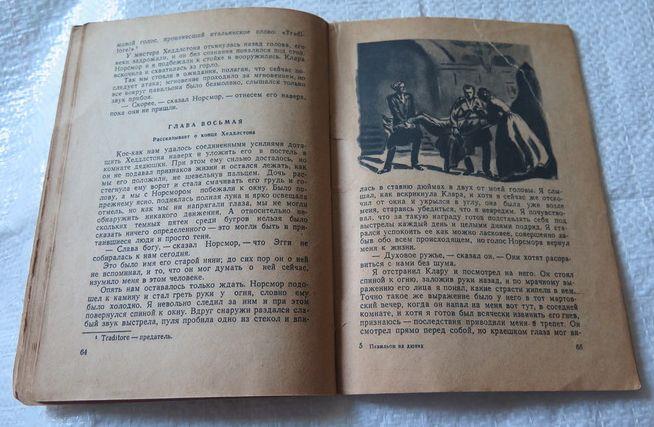 мовой голос, произнёсший итальянское слово: «Tradi-
tore!»¹
У мистера Хеддлстона откинулась назад голова, его
веки задрожали, и он без сознания повалился под стол.
Норсмор и я подбежали к стойке и вооружились. Клара
вскочила и схватилась за горло.
Так мы стояли в ожидании, полагая, что сейчас по-
следует атака; мгновение проходило за мгновением, но
все вокруг павильона было безмолвно, слышался только
звук прибоя.
— Скорее, — сказал Норсмор, — отнесем его наверх,
пока они не пришли.
ГЛАВА ВОСЬМАЯ
Рассказывает о конце Хеддлстона
Кое-как нам удалось соединенными усилиями дота-
щить Хеддлстона наверх и уложить его в постель в
комнате дядюшки. При этом ему сильно досталось, но
он не подавал признаков жизни и остался лежать, как
мы его положили, не шевельнув пальцем. Дочь рас-
стегнула ему ворот и стала смачивать ему грудь и го-
лову, а мы с Норсмором побежали к окну. Было по-
прежнему ясно, поднялась полная луна и ярко освещала
отмель, но как мы ни напрягали глаза, мы не могли
обнаружить никакого движения. А относительно не-
скольких темных пятен среди бугров нельзя было
сказать ничего определенного — это могли быть и при-
таившиеся люди и просто тени.
— Слава богу, — сказал Норсмор, — что Эгги не
собиралась к нам сегодня.
Это было имя его старой няни; до сих пор он о ней
не вспоминал, и то, что он мог думать о ней сейчас,
изумило меня в этом человеке.
Опять нам оставалось только ждать. Норсмор подо-
шел к камину и стал греть руки у огня, словно ему
было холодно. Я невольно следил за ним и при этом
повернулся спиной к окну. Вдруг снаружи раздался сла-
бый звук выстрела, пуля пробила одно из стекол и впи-
¹ Traditore — предатель.
64
лась в ставню дюймах в двух от моей головы. Я слы-
шал, как вскрикнула Клара, и хотя я сейчас же отско-
чил от окна и укрылся в углу, она была уже возле
меня, стараясь убедиться, что я невредим. Я почувство-
вал, что за такую награду готов подставлять себя под
выстрелы каждый день и целыми днями подряд. Я ста-
рался успокоить ее как можно ласковее, совершенно за-
быв обо всем происходящем, но голос Норсмора вернул
меня к жизни.
— Духовое ружье, — сказал он. — Они хотят распра-
виться с нами без шума.
Я отстранил Клару и посмотрел на него. Он стоял
спиной к огню, заложив руки назад, и по мрачному вы-
ражению его лица я понял, какие страсти кипели в нем.
Точно такое же выражение было у него в тот мартов-
ский вечер, когда он напал на меня вот тут, в соседней
комнате, и хотя я готов был всячески извинить его гнев,
признаюсь — последствия приводили меня в трепет. Он
смотрел прямо перед собой, но краешком глаз мог ви-
5 Павильон на дюнах
65